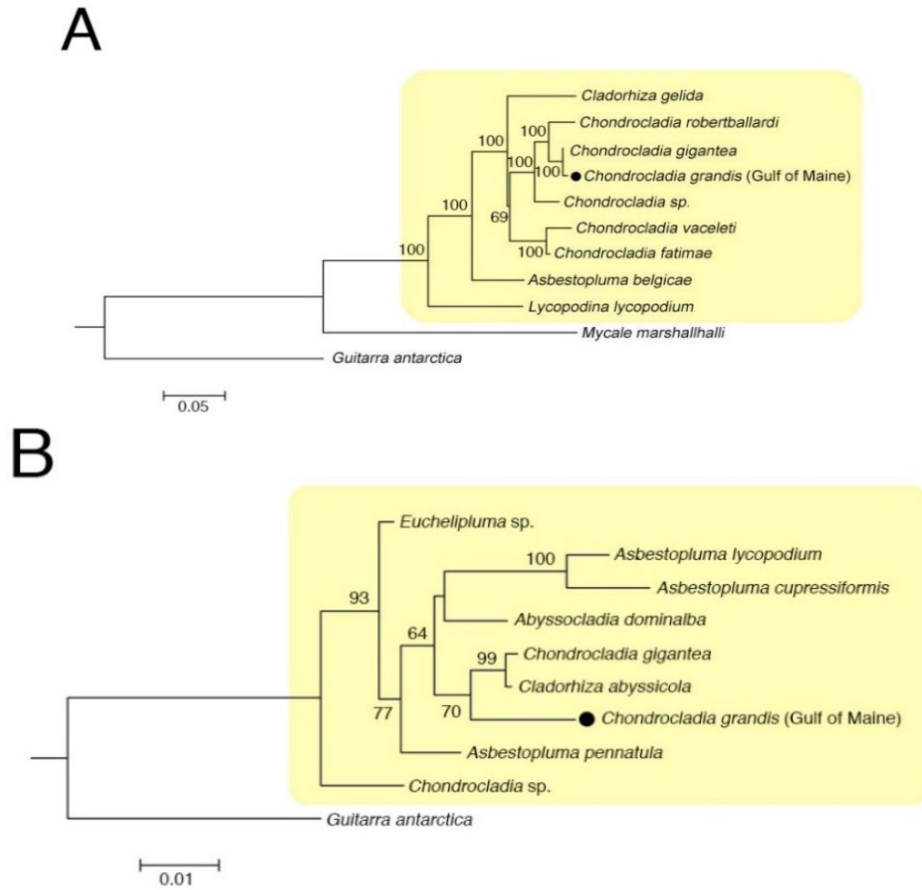 A
Cladorhiza gelida
100
Chondrocladia robertballardi
100
Chondrocladia gigantea
100
100
Chondrocladia grandis (Gulf of Maine)
100
Chondrocladia sp.
69
Chondrocladia vaceleti
100
100
Chondrocladia fatimae
Asbestopluma belgicae
Lycopodina lycopodium
Mycale marshallhalli
Guitarra antarctica
0.05
B
Euchelipluma sp.
100
Asbestopluma lycopodium
Asbestopluma cupressiformis
93
Abyssocladia dominalba
64
99
Chondrocladia gigantea
Cladorhiza abyssicola
77
70
Chondrocladia grandis (Gulf of Maine)
Asbestopluma pennatula
Chondrocladia sp.
Guitarra antarctica
0.01